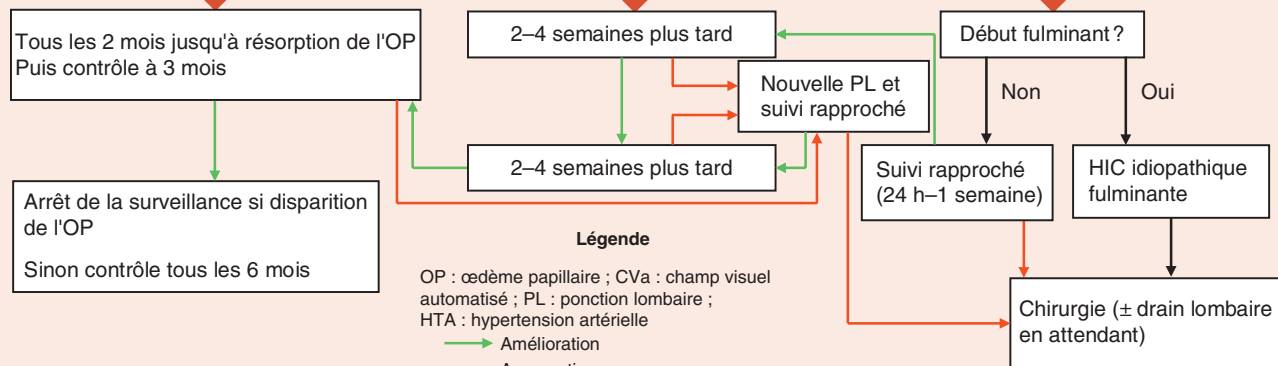 Tous les 2 mois jusqu'à résorption de l'OP
Puis contrôle à 3 mois
2–4 semaines plus tard
Début fulminant ?
Nouvelle PL et
suivi rapproché
Non
Oui
2–4 semaines plus tard
Suivi rapproché
(24 h–1 semaine)
HIC idiopathique
fulminante
Arrêt de la surveillance si disparition
de l'OP
Sinon contrôle tous les 6 mois
Légende
OP : œdème papillaire ; CVa : champ visuel
automatisé ; PL : ponction lombaire ;
HTA : hypertension artérielle
Amélioration
Chirurgie (± drain lombaire
en attendant)